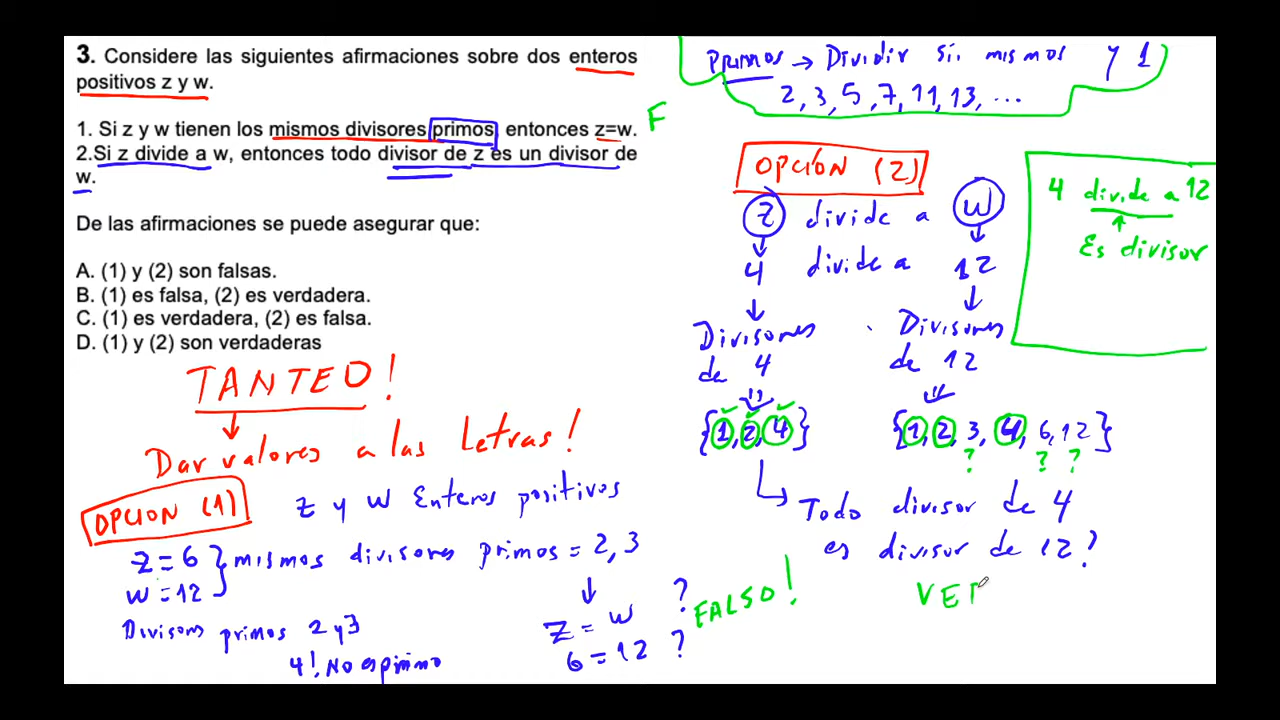 3. Considere las siguientes afirmaciones sobre dos enteros
positivos z y w.
1. Si z y w tienen los mismos divisores primos, entonces z=w. F
2.Si z divide a w, entonces todo divisor de z es un divisor de
w.
De las afirmaciones se puede asegurar que:
A. (1) y (2) son falsas.
B. (1) es falsa, (2) es verdadera.
C. (1) es verdadera, (2) es falsa.
D. (1) y (2) son verdaderas
TANTEO!
Dar valores a las letras!
OPCION (1)
z y w Enteros positivos
z = 6 } mismos divisores primos = 2, 3
w = 12
Divisores primos 2 y 3
4!, No es primo
z = w ?
6 = 12 ?
FALSO!
Primos → Dividir sii mismos y 1
2, 3, 5, 7, 11, 13, ...
OPCIÓN (2)
z divide a w
4 divide a 12
Divisores Divisores
de 4 de 12
{1, 2, 4} {1, 2, 3, 4, 6, 12}
? ? ?
Todo divisor de 4
es divisor de 12?
VER
4 divide a 12
Es divisor